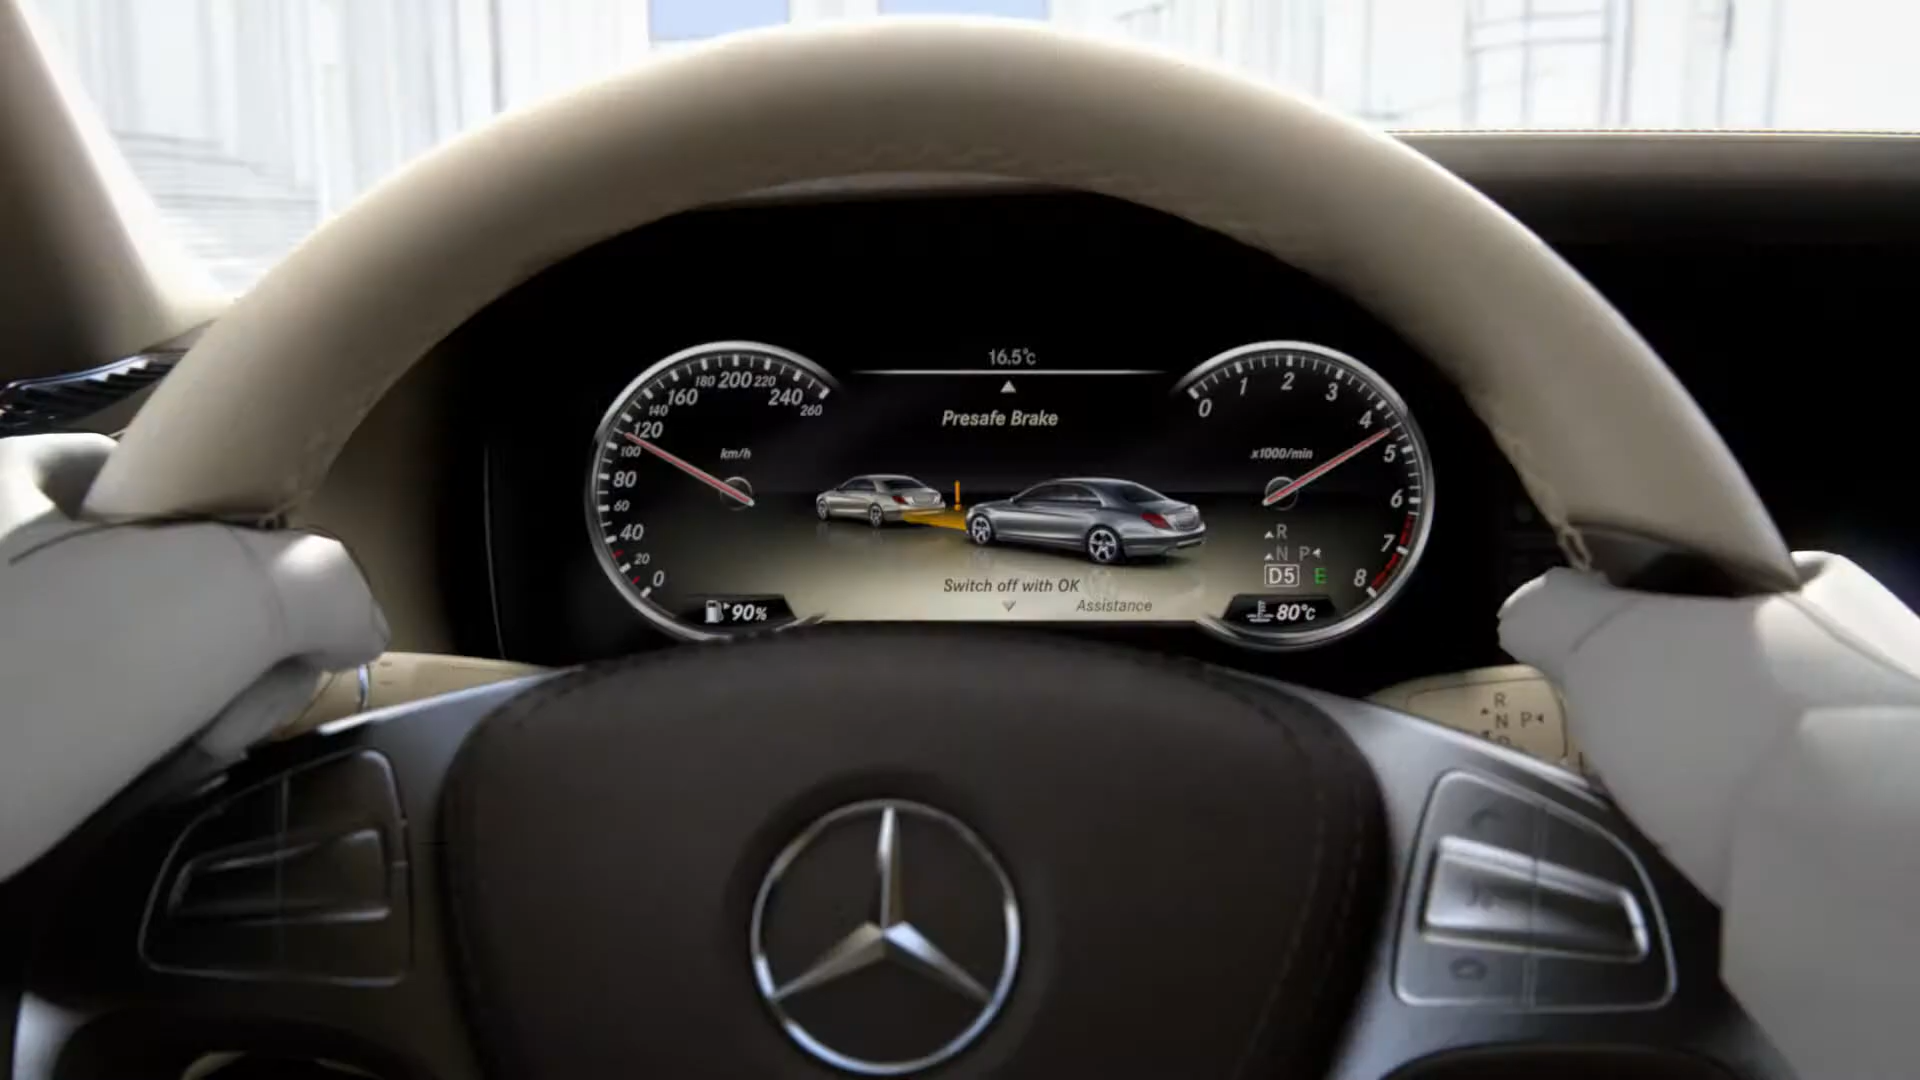 16.5°c
Presafe Brake
Switch off with OK
Assistance
0
20
40
60
80
100
120
140
160
180
200
220
240
260
km/h
90%
0
1
2
3
4
5
6
7
8
x1000/min
R
N P
D5 E
80°C
R
N P